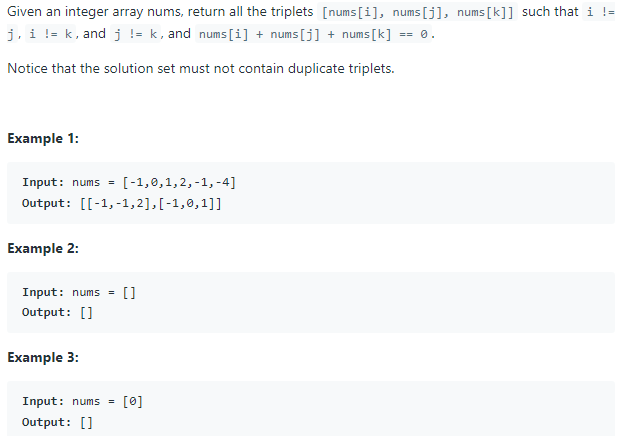 Given an integer array nums, return all the triplets [nums[i], nums[j], nums[k]] such that i !=
j, i != k, and j != k, and nums[i] + nums[j] + nums[k] == 0.
Notice that the solution set must not contain duplicate triplets.
Example 1:
Input: nums = [-1,0,1,2,-1,-4]
Output: [[-1,-1,2],[-1,0,1]]
Example 2:
Input: nums = []
Output: []
Example 3:
Input: nums = [0]
Output: []